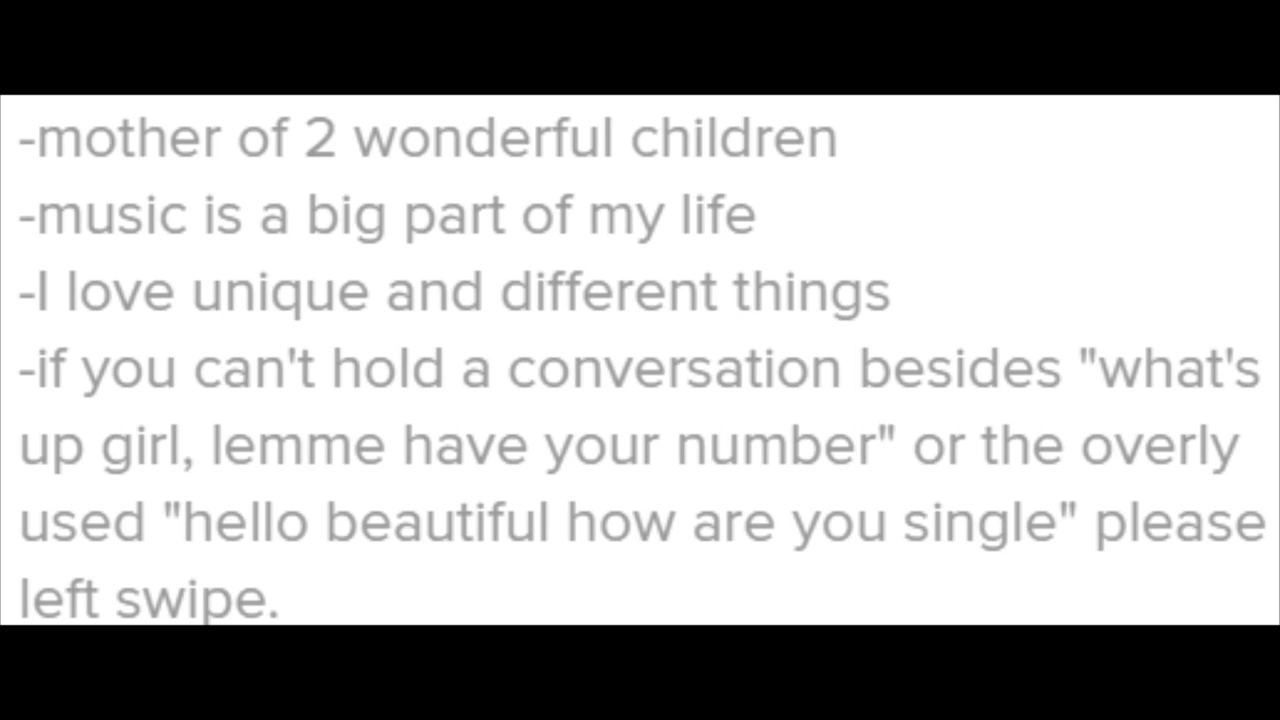 -mother of 2 wonderful children
-music is a big part of my life
-I love unique and different things
-if you can't hold a conversation besides "what's
up girl, lemme have your number" or the overly
used "hello beautiful how are you single" please
left swipe.